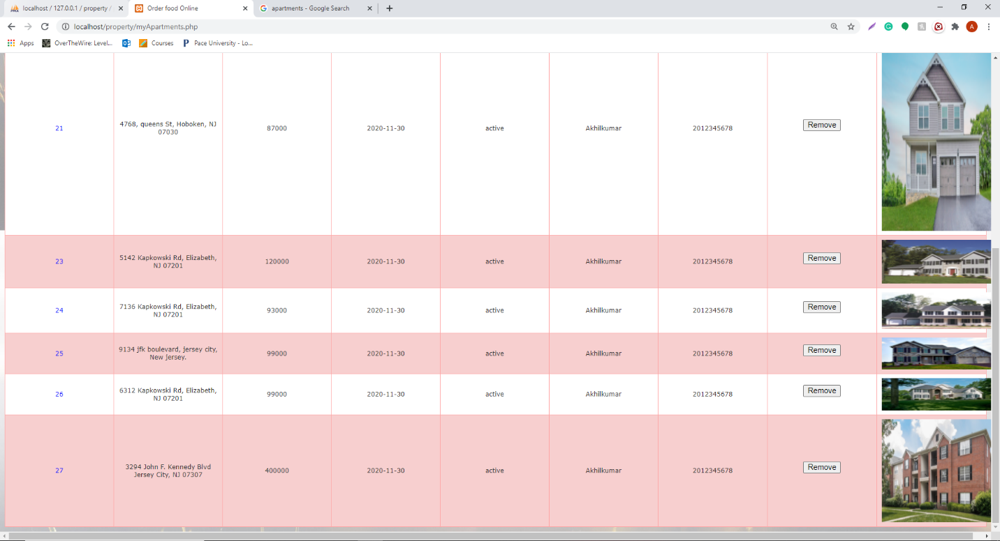 localhost / 127.0.0.1 / property /
Order food Online
apartments - Google Search
localhost/property/myApartments.php
A
Apps
OverTheWire: Level...
Courses
P Pace University - Lo...
21
4768, queens St, Hoboken, NJ
07030
87000
2020-11-30
active
Akhilkumar
2012345678
Remove
23
5142 Kapkowski Rd, Elizabeth,
NJ 07201
120000
2020-11-30
active
Akhilkumar
2012345678
Remove
24
7136 Kapkowski Rd, Elizabeth,
NJ 07201
93000
2020-11-30
active
Akhilkumar
2012345678
Remove
25
9134 jfk boulevard, jersey city,
New Jersey.
99000
2020-11-30
active
Akhilkumar
2012345678
Remove
26
6312 Kapkowski Rd, Elizabeth,
NJ 07201
99000
2020-11-30
active
Akhilkumar
2012345678
Remove
27
3294 John F. Kennedy Blvd
Jersey City, NJ 07307
400000
2020-11-30
active
Akhilkumar
2012345678
Remove